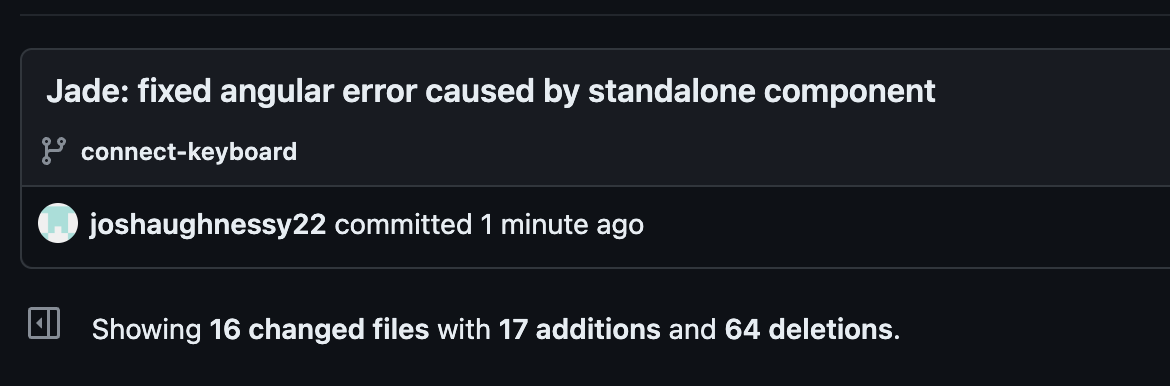 Jade: fixed angular error caused by standalone component
connect-keyboard
joshaughnessy22 committed 1 minute ago
Showing 16 changed files with 17 additions and 64 deletions.